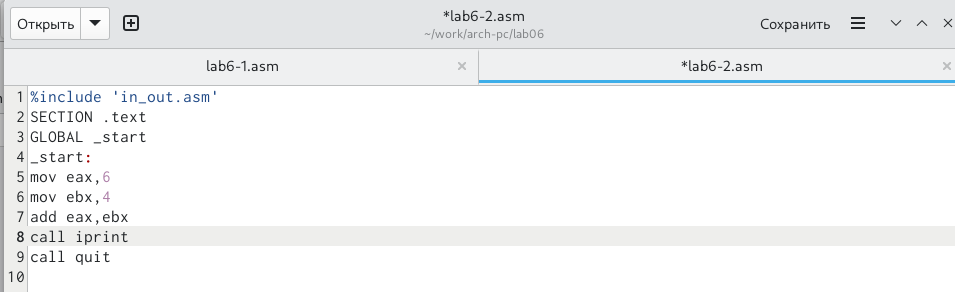 Открыть
*lab6-2.asm
~/work/arch-pc/lab06
Сохранить
lab6-1.asm
*lab6-2.asm
1 %include 'in_out.asm'
2 SECTION .text
3 GLOBAL _start
4 _start:
5 mov eax,6
6 mov ebx,4
7 add eax,ebx
8 call iprint
9 call quit
10